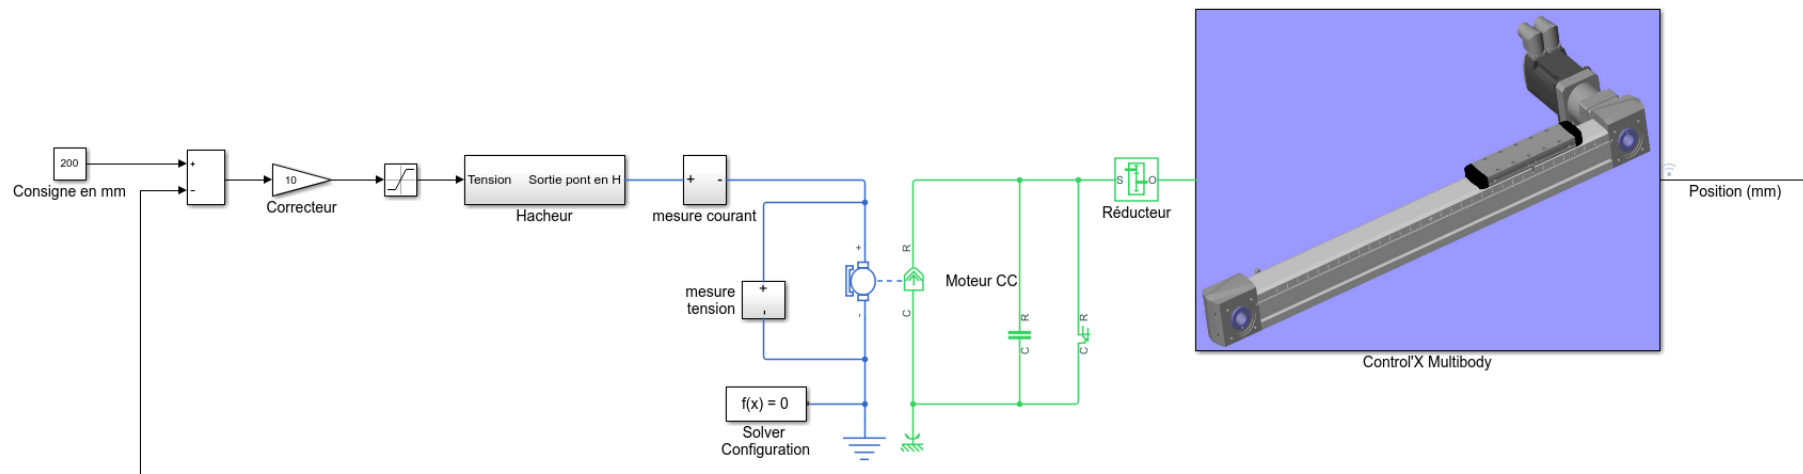 200
Consigne en mm
+
−
10
Correcteur
Tension
Sortie pont en H
Hacheur
+
-
mesure courant
mesure
tension
+
-
+
-
R
C
Moteur CC
R
C
R
C
S
O
Réducteur
f(x) = 0
Solver
Configuration
Control'X Multibody
Position (mm)